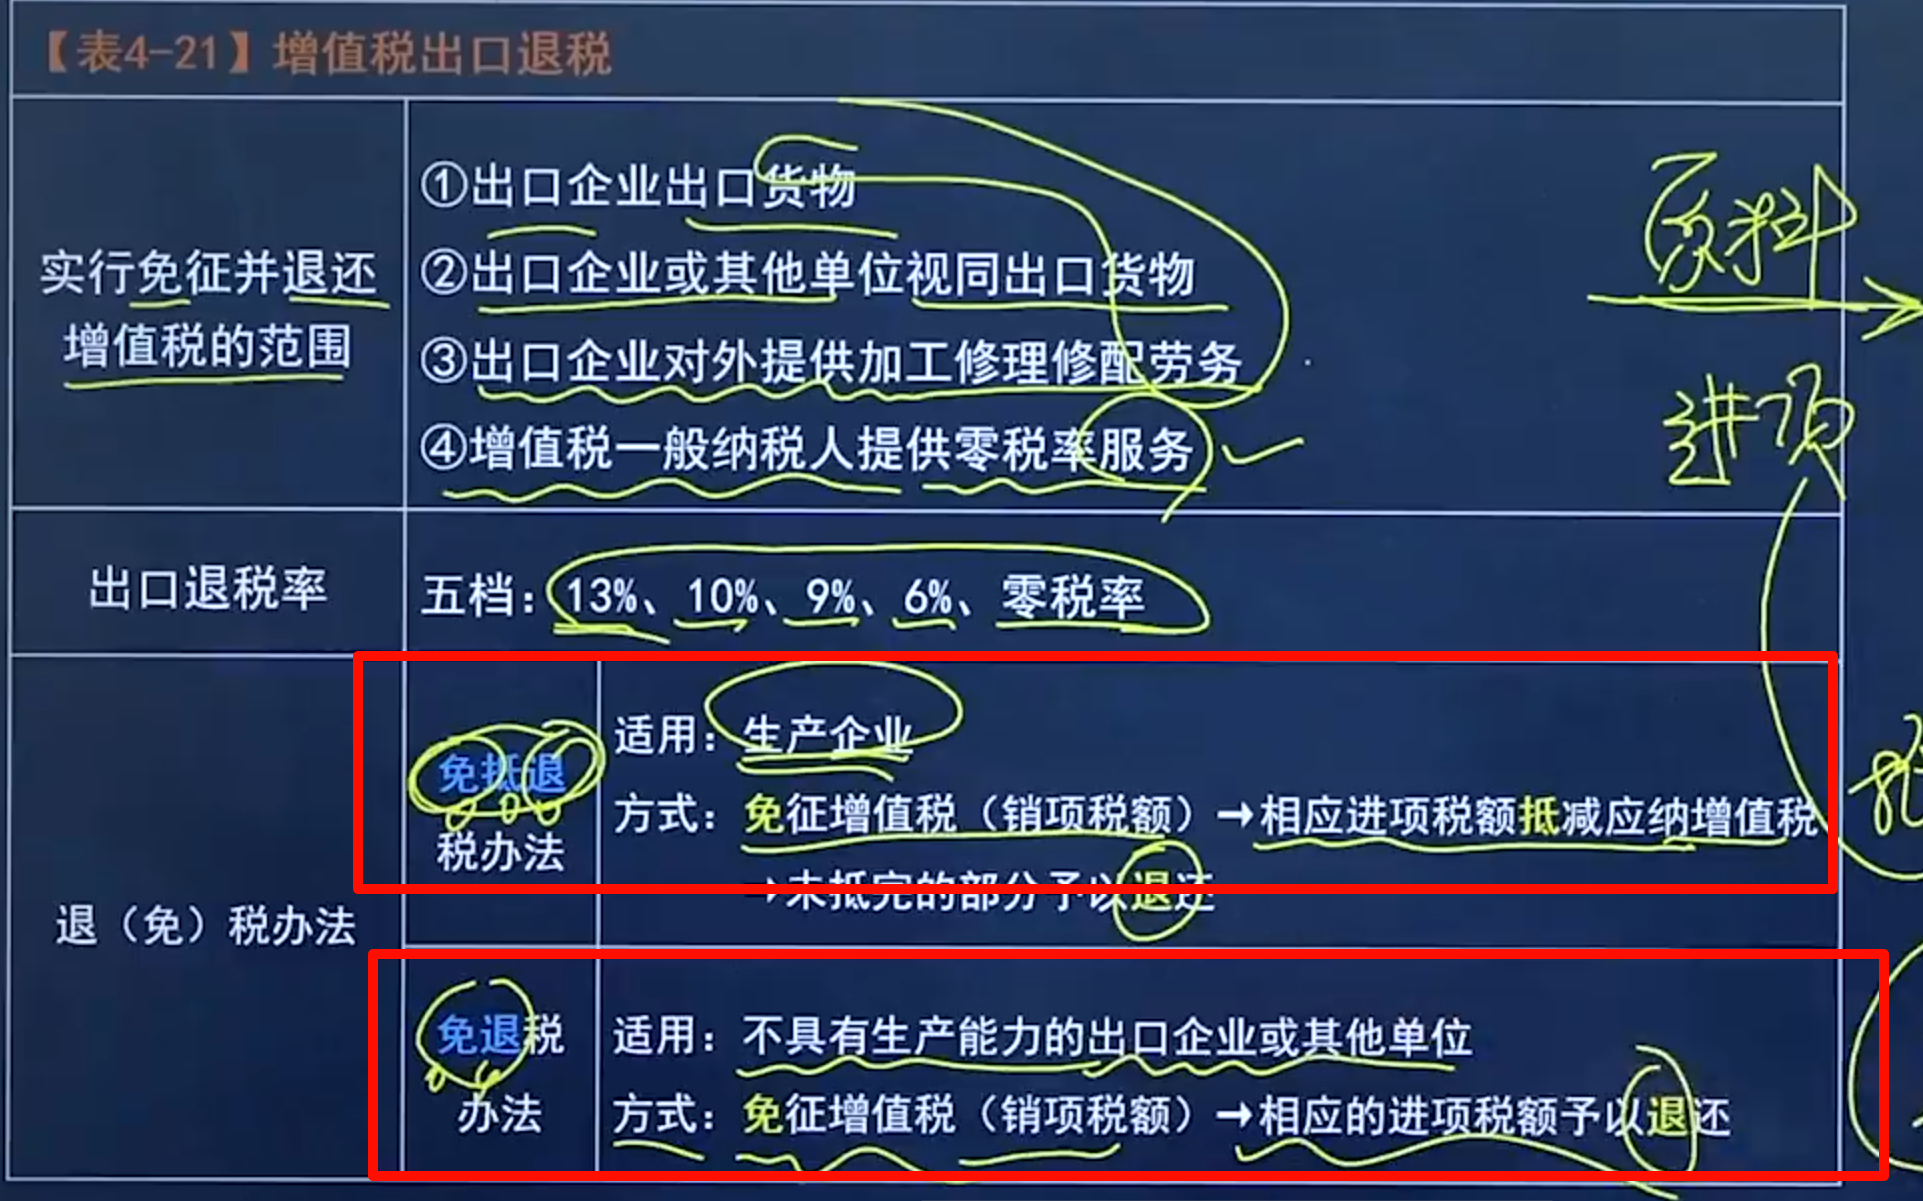 【表4-21】增值税出口退税
实行免征并退还
增值税的范围
①出口企业出口货物
②出口企业或其他单位视同出口货物
③出口企业对外提供加工修理修配劳务
④增值税一般纳税人提供零税率服务
原料
进项
出口退税率
五档：13%、10%、9%、6%、零税率
退（免）税办法
免抵退
税办法
适用：生产企业
方式：免征增值税（销项税额）→相应进项税额抵减应纳增值税
→未抵完的部分予以退还
免退税
办法
适用：不具有生产能力的出口企业或其他单位
方式：免征增值税（销项税额）→相应的进项税额予以退还